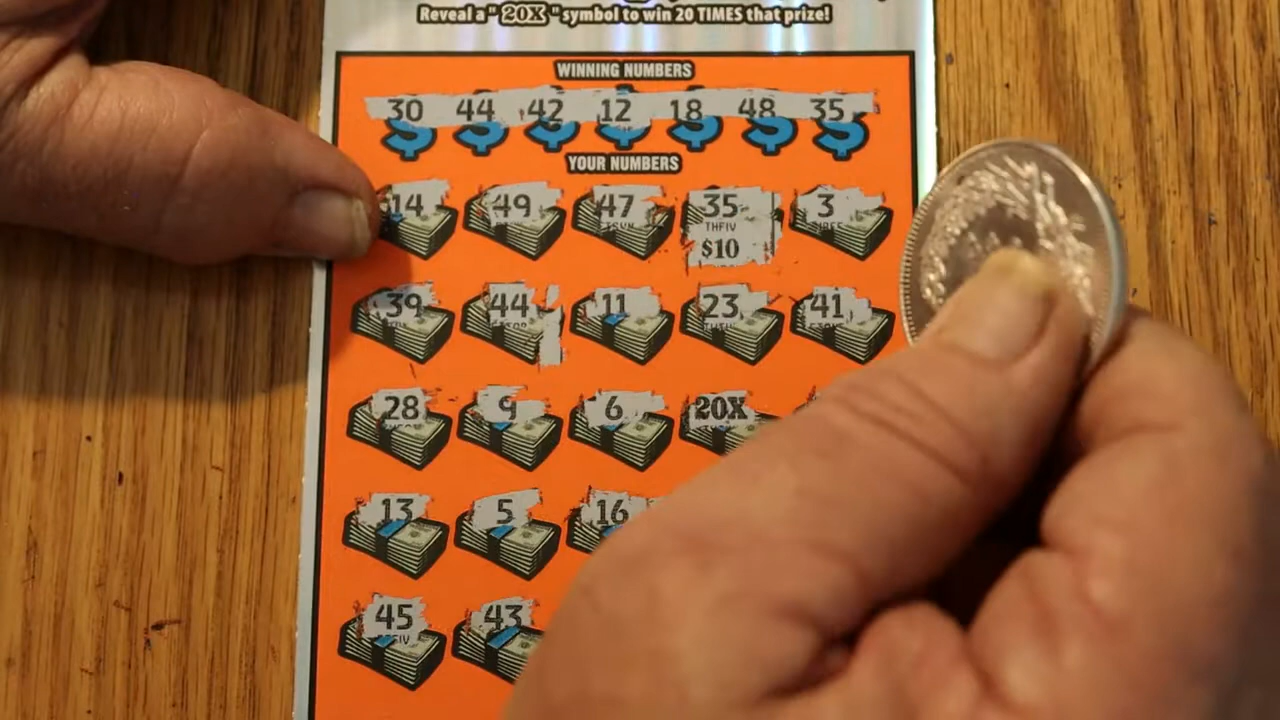 Reveal a "20X" symbol to win 20 TIMES that prize!
WINNING NUMBERS
30 44 42 12 18 48 35
YOUR NUMBERS
14 49 47 35 3
THFIV
$10
39 44 11 23 41
28 9 6 20X
13 5 16
45 43